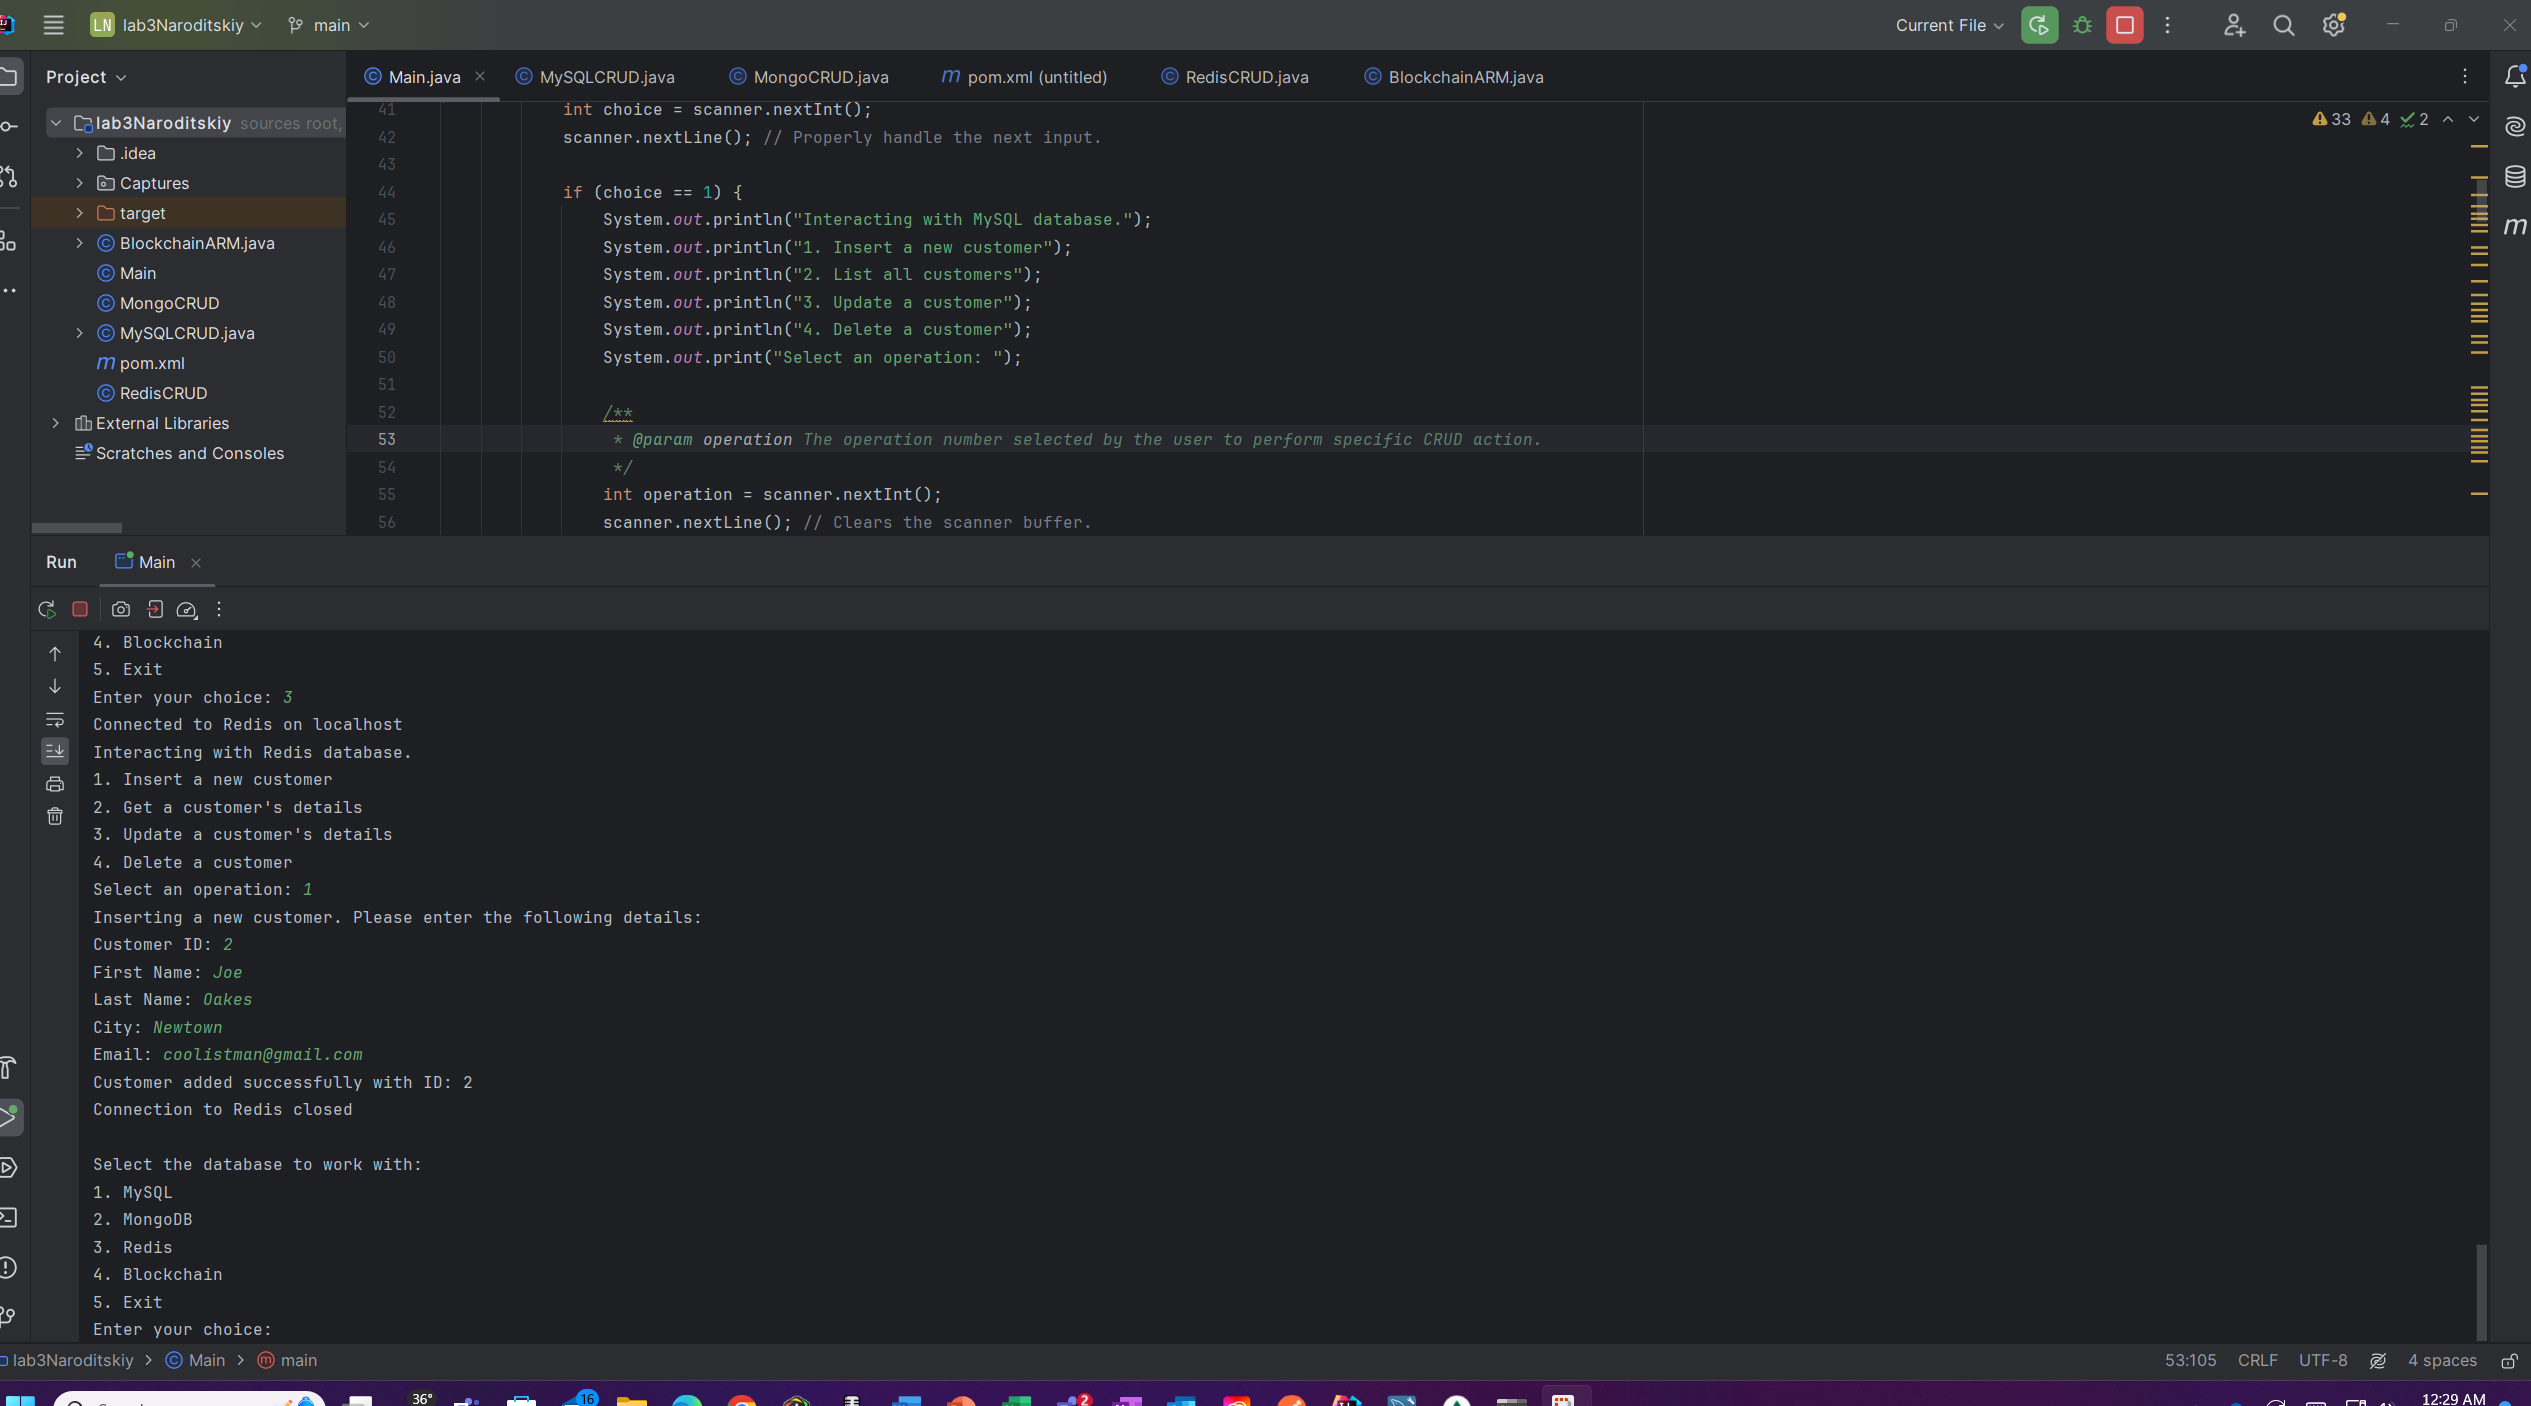 LN lab3Naroditskiy main Current File
Project
Main.java MySQLCRUD.java MongoCRUD.java m pom.xml (untitled) RedisCRUD.java BlockchainARM.java
lab3Naroditskiy sources root,
.idea
Captures
target
BlockchainARM.java
Main
MongoCRUD
MySQLCRUD.java
m pom.xml
RedisCRUD
External Libraries
Scratches and Consoles
33 4 2
41 int choice = scanner.nextInt();
42 scanner.nextLine(); // Properly handle the next input.
43
44 if (choice == 1) {
45 System.out.println("Interacting with MySQL database.");
46 System.out.println("1. Insert a new customer");
47 System.out.println("2. List all customers");
48 System.out.println("3. Update a customer");
49 System.out.println("4. Delete a customer");
50 System.out.print("Select an operation: ");
51
52 /**
53 * @param operation The operation number selected by the user to perform specific CRUD action.
54 */
55 int operation = scanner.nextInt();
56 scanner.nextLine(); // Clears the scanner buffer.
m
Run Main
4. Blockchain
5. Exit
Enter your choice: 3
Connected to Redis on localhost
Interacting with Redis database.
1. Insert a new customer
2. Get a customer's details
3. Update a customer's details
4. Delete a customer
Select an operation: 1
Inserting a new customer. Please enter the following details:
Customer ID: 2
First Name: Joe
Last Name: Oakes
City: Newtown
Email: coolistman@gmail.com
Customer added successfully with ID: 2
Connection to Redis closed
Select the database to work with:
1. MySQL
2. MongoDB
3. Redis
4. Blockchain
5. Exit
Enter your choice:
lab3Naroditskiy > Main > main 53:105 CRLF UTF-8 4 spaces
36° 16 2 12:29 AM